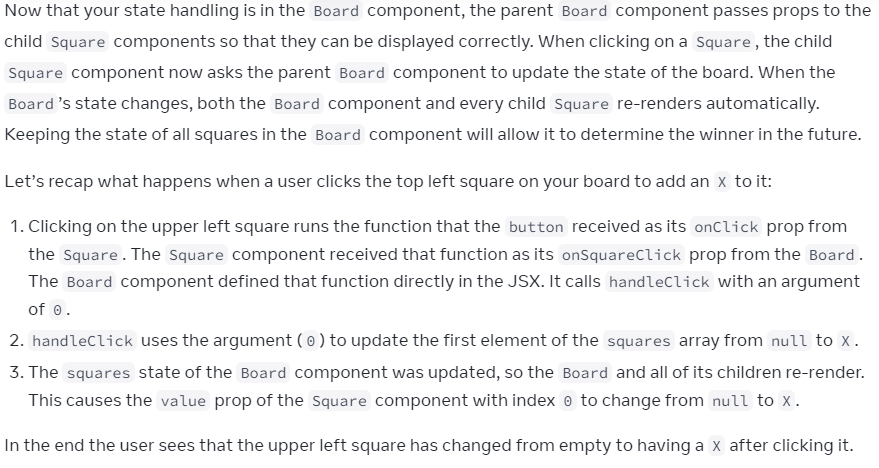 Now that your state handling is in the Board component, the parent Board component passes props to the
child Square components so that they can be displayed correctly. When clicking on a Square, the child
Square component now asks the parent Board component to update the state of the board. When the
Board's state changes, both the Board component and every child Square re-renders automatically.
Keeping the state of all squares in the Board component will allow it to determine the winner in the future.
Let's recap what happens when a user clicks the top left square on your board to add an X to it:
1. Clicking on the upper left square runs the function that the button received as its onClick prop from
the Square. The Square component received that function as its onSquareClick prop from the Board.
The Board component defined that function directly in the JSX. It calls handleClick with an argument
of 0.
2. handleClick uses the argument (0) to update the first element of the squares array from null to X.
3. The squares state of the Board component was updated, so the Board and all of its children re-render.
This causes the value prop of the Square component with index 0 to change from null to X.
In the end the user sees that the upper left square has changed from empty to having a X after clicking it.